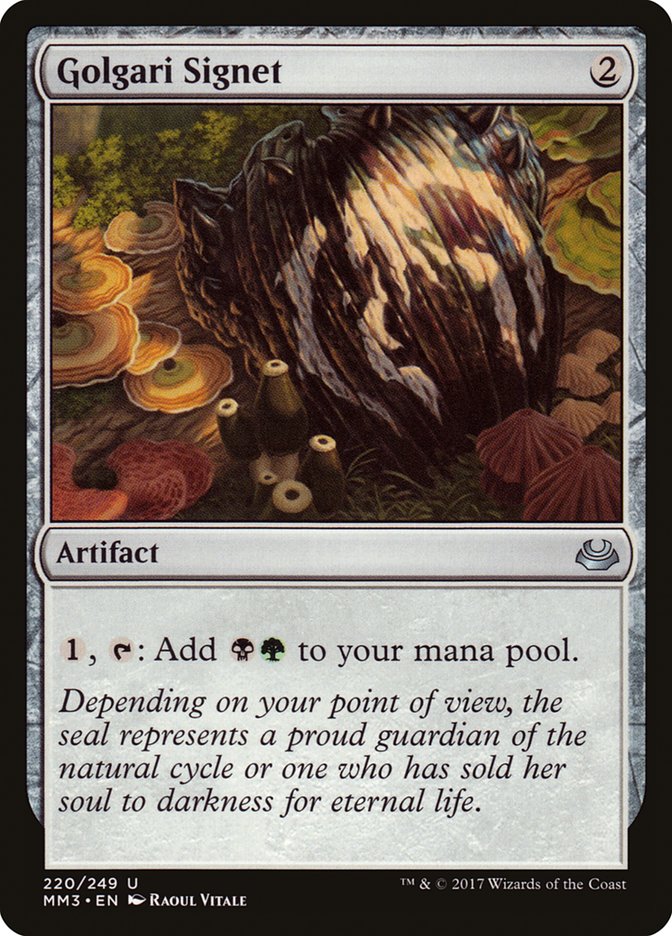 Golgari Signet 2
Artifact
1, : Add to your mana pool.
Depending on your point of view, the
seal represents a proud guardian of the
natural cycle or one who has sold her
soul to darkness for eternal life.
220/249 U
™ & © 2017 Wizards of the Coast
MM3 • EN Raoul Vitale